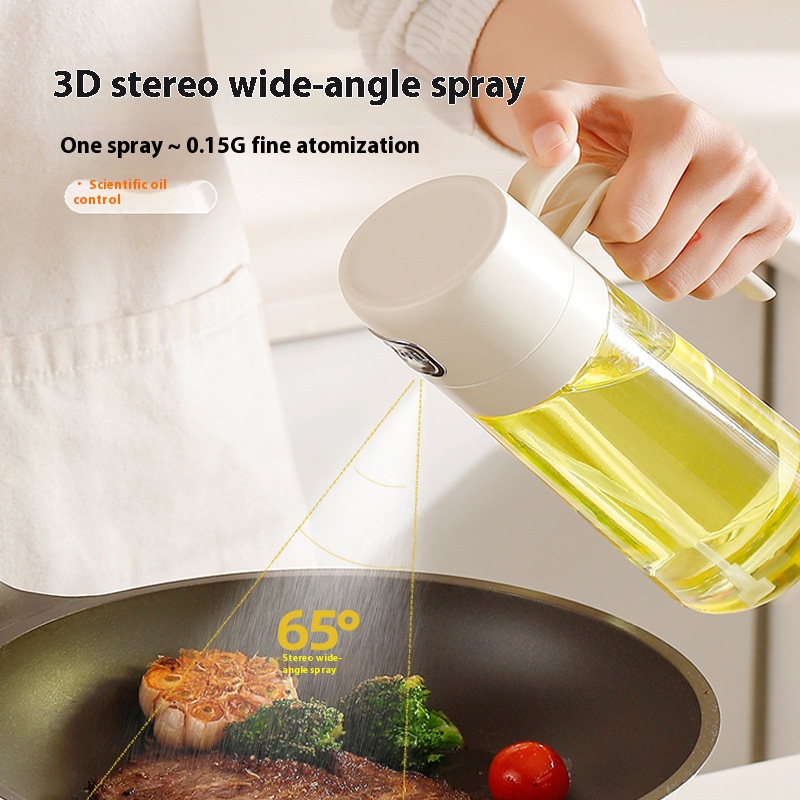 3D stereo wide-angle spray
One spray ~ 0.15G fine atomization
· Scientific oil
control
65°
Stereo wide-
angle spray